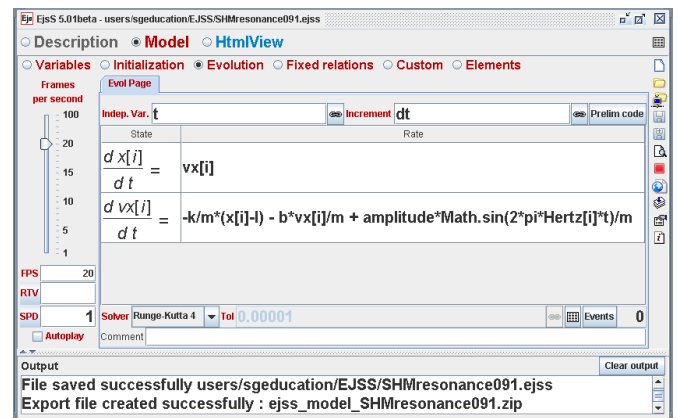 EjsS 5.01beta - users/sgeducation/EJSS/SHMresonance091.ejss
Description Model HtmlView
Variables Initialization Evolution Fixed relations Custom Elements
Frames
per second
100
20
15
10
5
1
FPS 20
RTV
SPD 1
Autoplay
Evol Page
Indep. Var. t Increment dt Prelim code
State Rate
d x[i]
d t
= vx[i]
d vx[i]
d t
= -k/m*(x[i]-l) - b*vx[i]/m + amplitude*Math.sin(2*pi*Hertz[i]*t)/m
Solver Runge-Kutta 4 Tol 0.00001 Events 0
Comment
Output Clear output
File saved successfully users/sgeducation/EJSS/SHMresonance091.ejss
Export file created successfully : ejss_model_SHMresonance091.zip